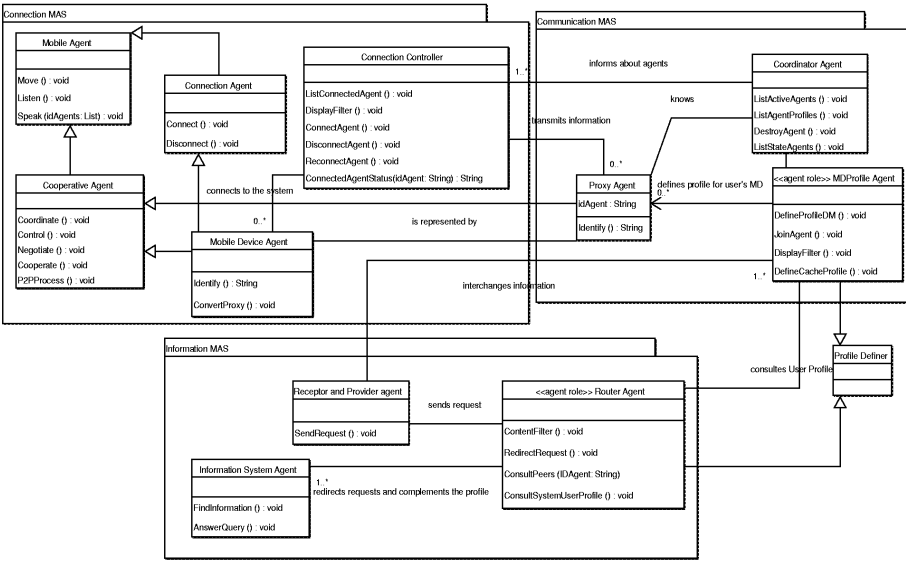 Connection MAS
Mobile Agent
Move () : void
Listen () : void
Speak (idAgents: List) : void
Connection Agent
Connect () : void
Disconnect () : void
Connection Controller
ListConnectedAgent () : void
DisplayFilter () : void
ConnectAgent () : void
DisconnectAgent () : void
ReconnectAgent () : void
ConnectedAgentStatus(idAgent: String) : String
Cooperative Agent
Coordinate () : void
Control () : void
Negotiate () : void
Cooperate () : void
P2PProcess () : void
connects to the system
0..*
Mobile Device Agent
Identify () : String
ConvertProxy () : void
is represented by
Communication MAS
1..*
informs about agents
Coordinator Agent
ListActiveAgents() : void
ListAgentProfiles () : void
DestroyAgent () : void
ListStateAgents () : void
knows
transmits information
0..*
Proxy Agent
idAgent : String
Identify () : String
defines profile for user's MD
0..*
<<agent role>> MDProfile Agent
DefineProfileDM () : void
JoinAgent () : void
DisplayFilter () : void
DefineCacheProfile () : void
1..*
interchanges information
Information MAS
Profile Definer
consultes User Profile
Receptor and Provider agent
SendRequest () : void
sends request
<<agent role>> Router Agent
ContentFilter () : void
RedirectRequest () : void
ConsultPeers (IDAgent: String)
ConsultSystemUserProfile () : void
Information System Agent
FindInformation () : void
AnswerQuery () : void
1..*
redirects requests and complements the profile